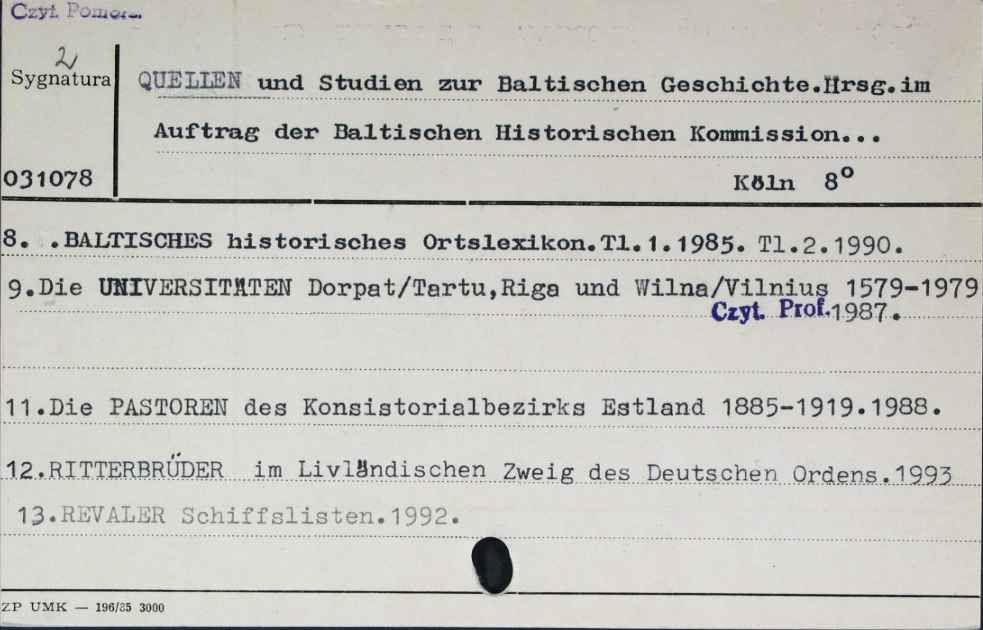 Czyt. Pomorz.
2
Sygnatura
QUELLEN und Studien zur Baltischen Geschichte.Hrsg.im
Auftrag der Baltischen Historischen Kommission...
031078
Köln 8°
8. .BALTISCHES historisches Ortslexikon.Tl.1.1985. Tl.2.1990.
9.Die UNIVERSITÄTEN Dorpat/Tartu,Riga und Wilna/Vilnius 1579-1979
Czyt. Prof. 1987.
11.Die PASTOREN des Konsistorialbezirks Estland 1885-1919.1988.
12.RITTERBRÜDER im Livländischen Zweig des Deutschen Ordens.1993
13.REVALER Schiffslisten.1992.
ZP UMK — 196/85 3000